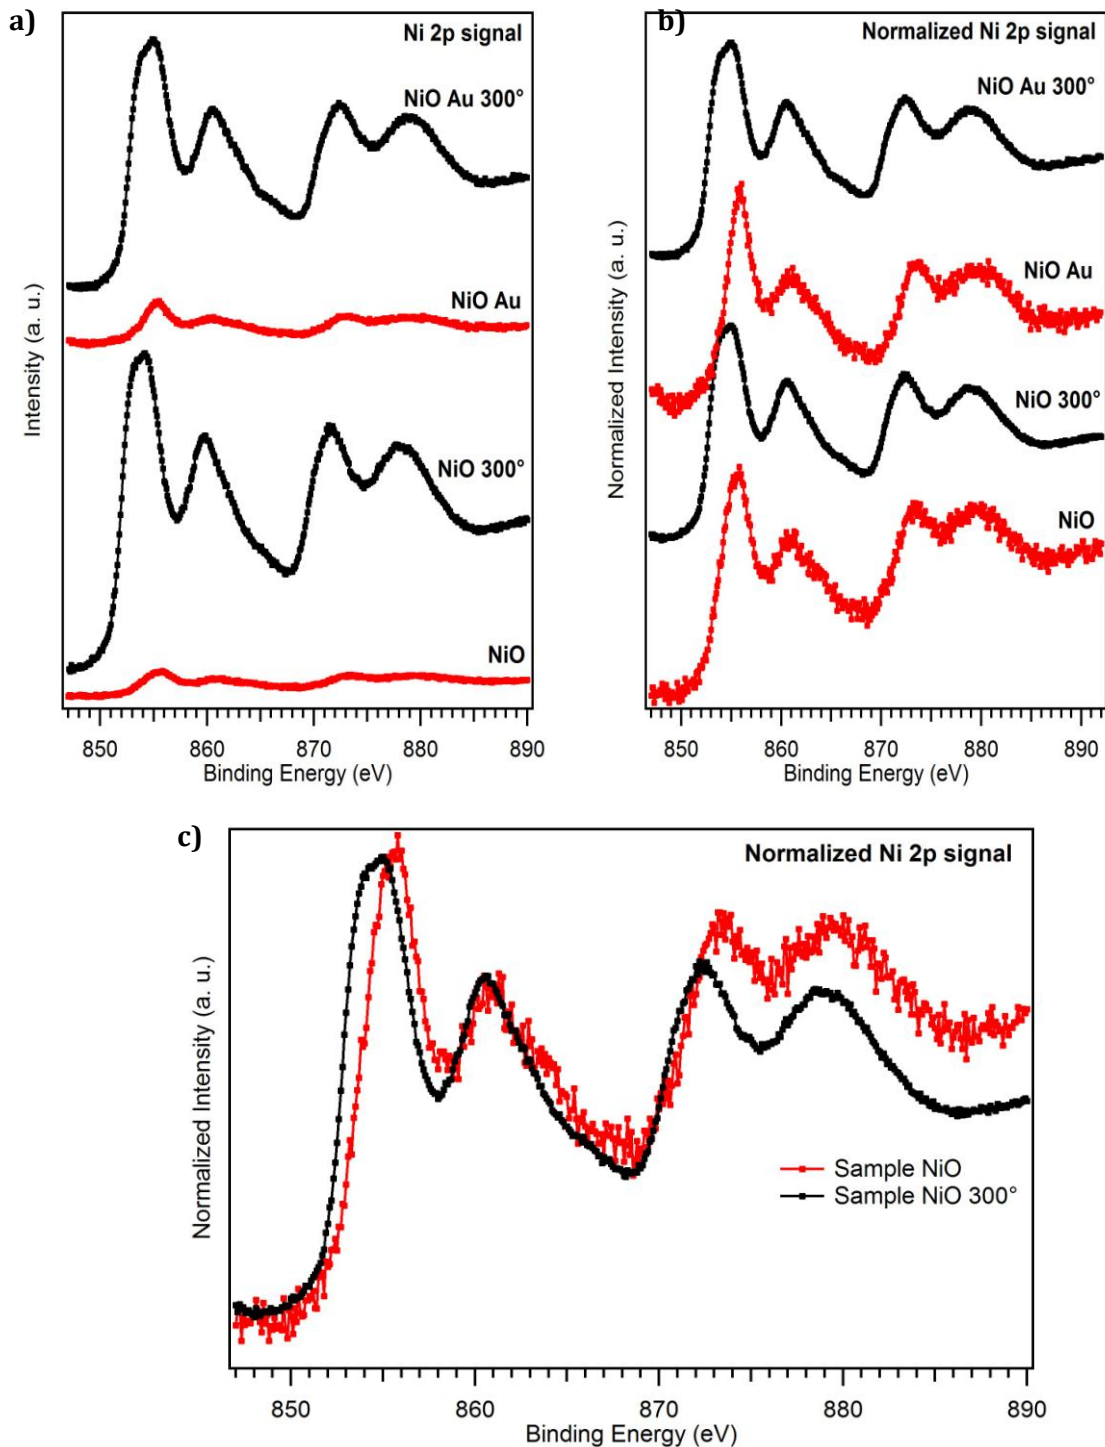 a)
Ni 2p signal
NiO Au 300°
NiO Au
NiO 300°
NiO
Intensity (a. u.)
850 860 870 880 890
Binding Energy (eV)
b)
Normalized Ni 2p signal
NiO Au 300°
NiO Au
NiO 300°
NiO
Normalized Intensity (a. u.)
850 860 870 880 890
Binding Energy (eV)
c)
Normalized Ni 2p signal
Sample NiO
Sample NiO 300°
Normalized Intensity (a. u.)
850 860 870 880 890
Binding Energy (eV)